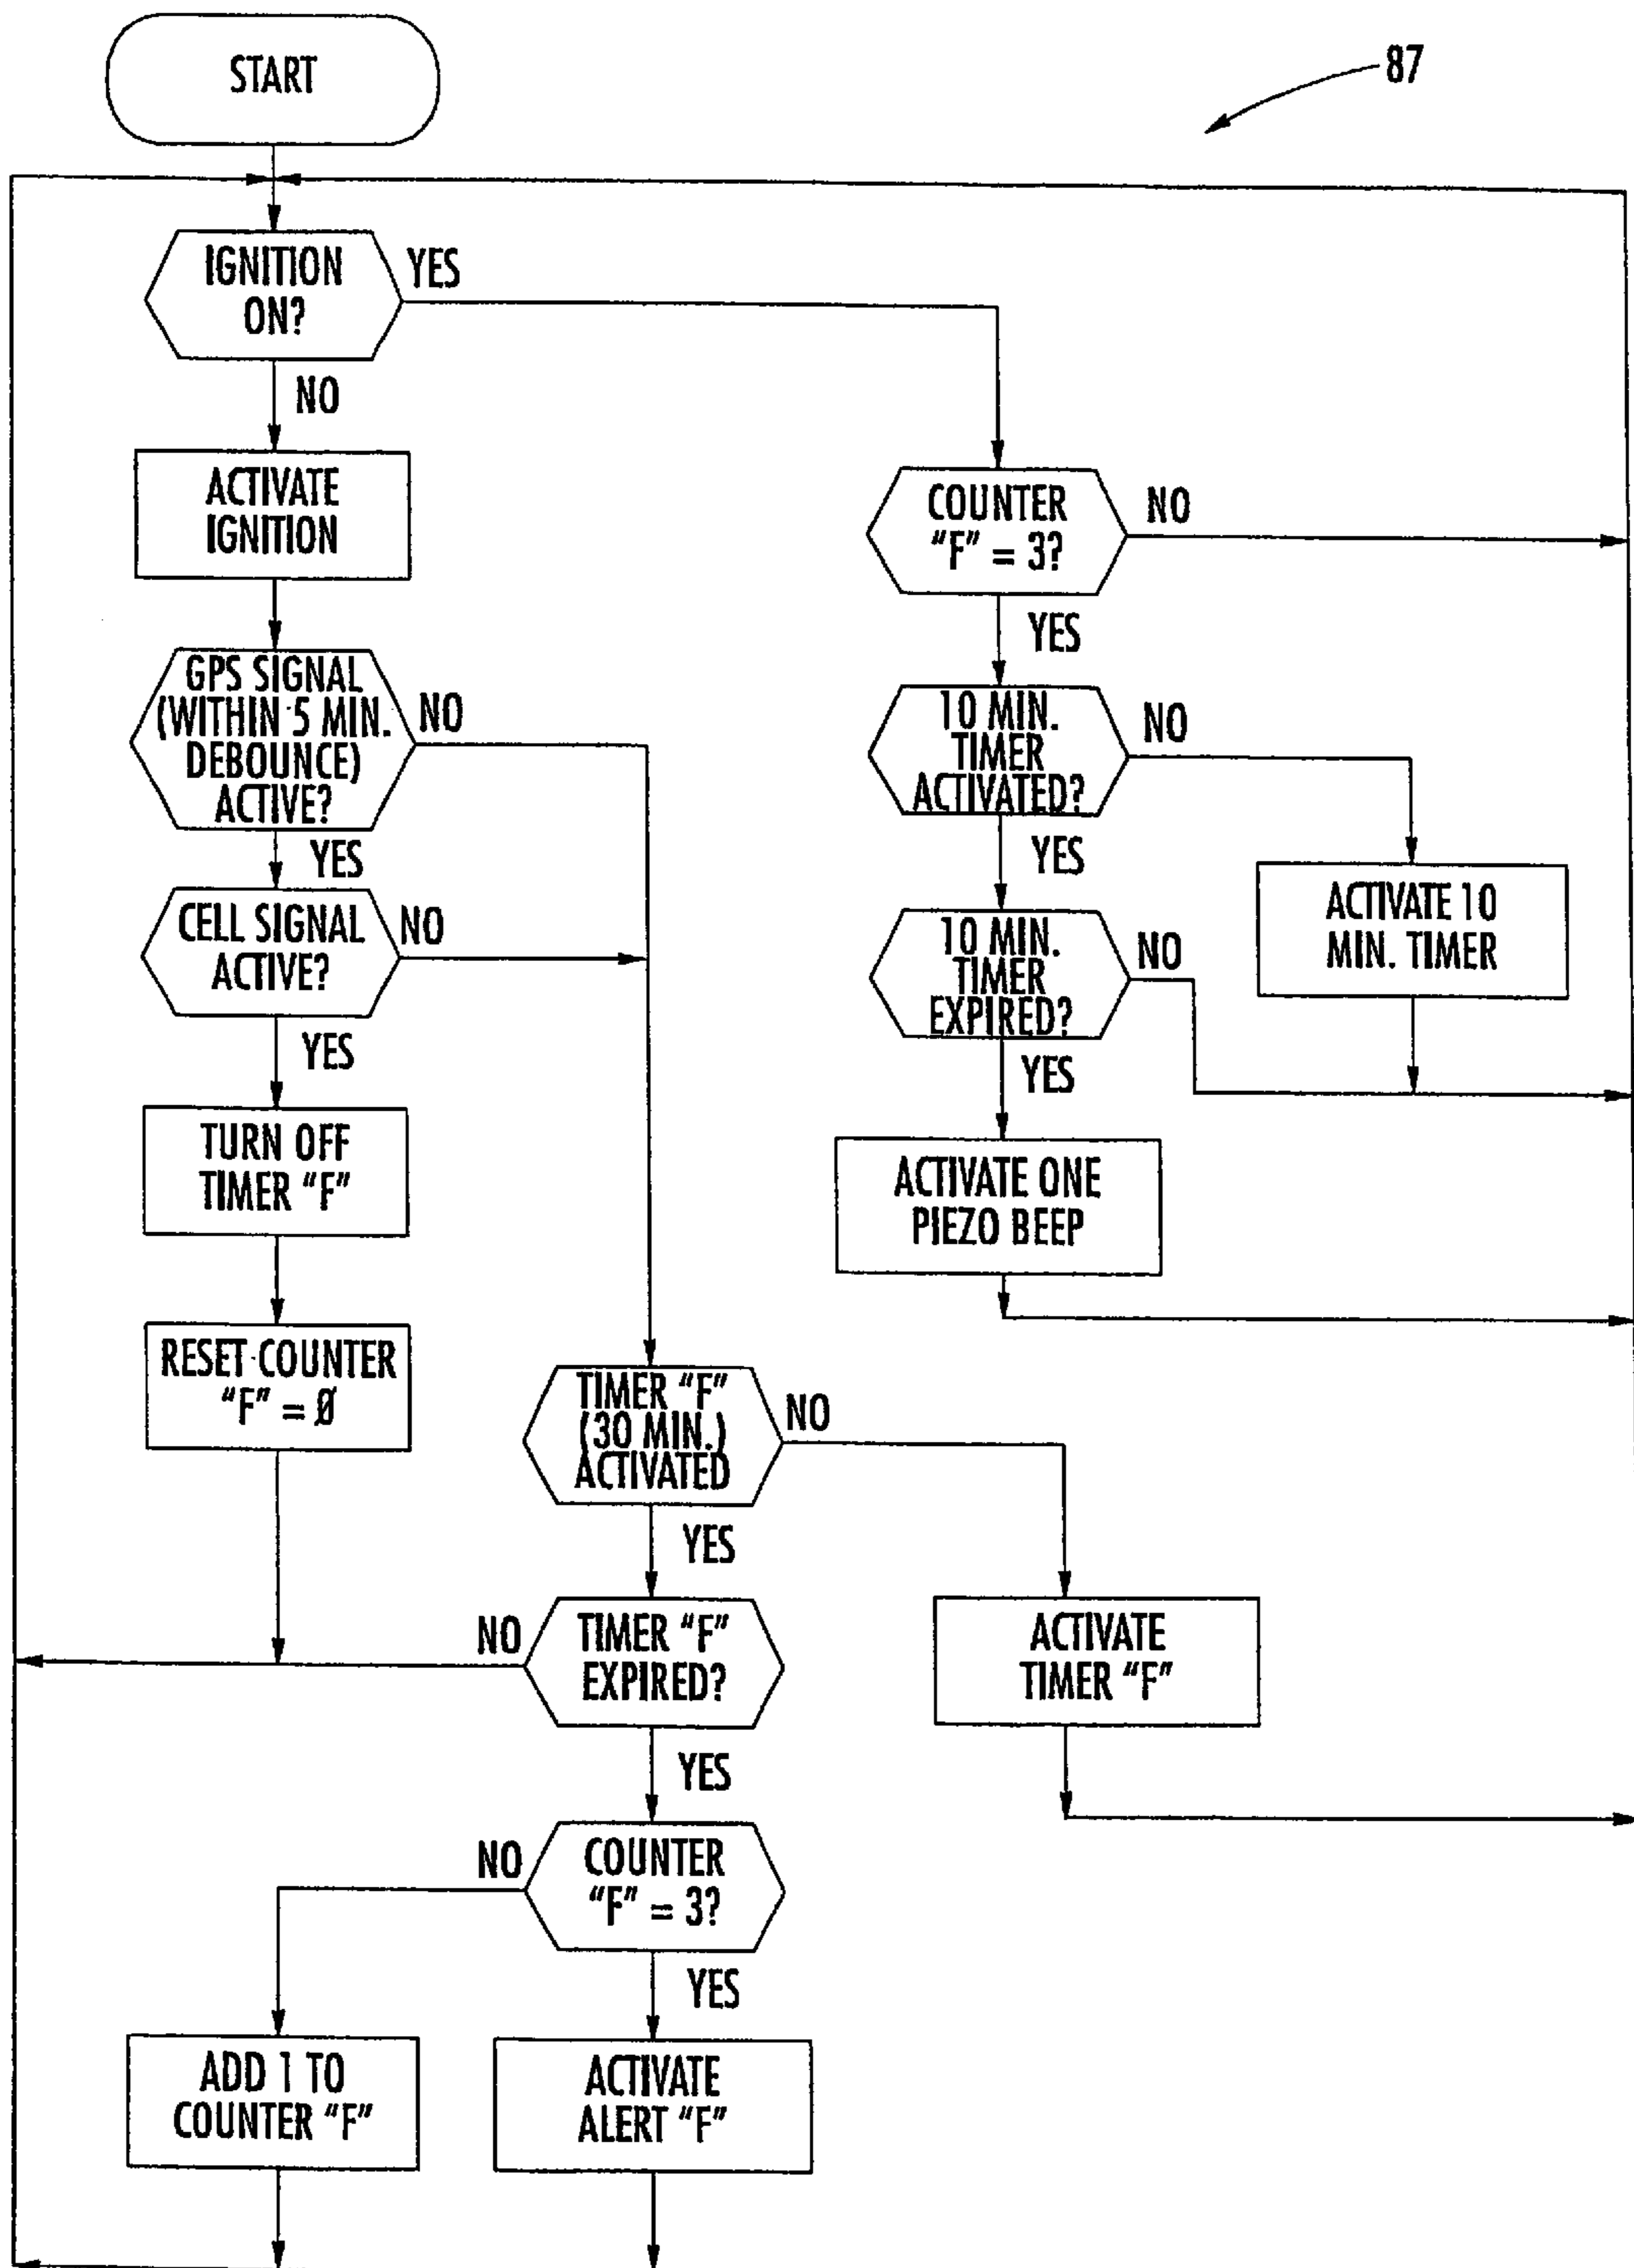 START
87
IGNITION
ON?
YES
NO
ACTIVATE
IGNITION
COUNTER
"F" = 3?
NO
YES
GPS SIGNAL
(WITHIN 5 MIN.
DEBOUNCE)
ACTIVE?
NO
YES
10 MIN.
TIMER
ACTIVATED?
NO
YES
ACTIVATE 10
MIN. TIMER
CELL SIGNAL
ACTIVE?
NO
YES
10 MIN.
TIMER
EXPIRED?
NO
YES
TURN OFF
TIMER "F"
ACTIVATE ONE
PIEZO BEEP
RESET COUNTER
"F" = Ø
TIMER "F"
(30 MIN.)
ACTIVATED
NO
YES
TIMER "F"
EXPIRED?
NO
YES
ACTIVATE
TIMER "F"
COUNTER
"F" = 3?
NO
YES
ADD 1 TO
COUNTER "F"
ACTIVATE
ALERT "F"